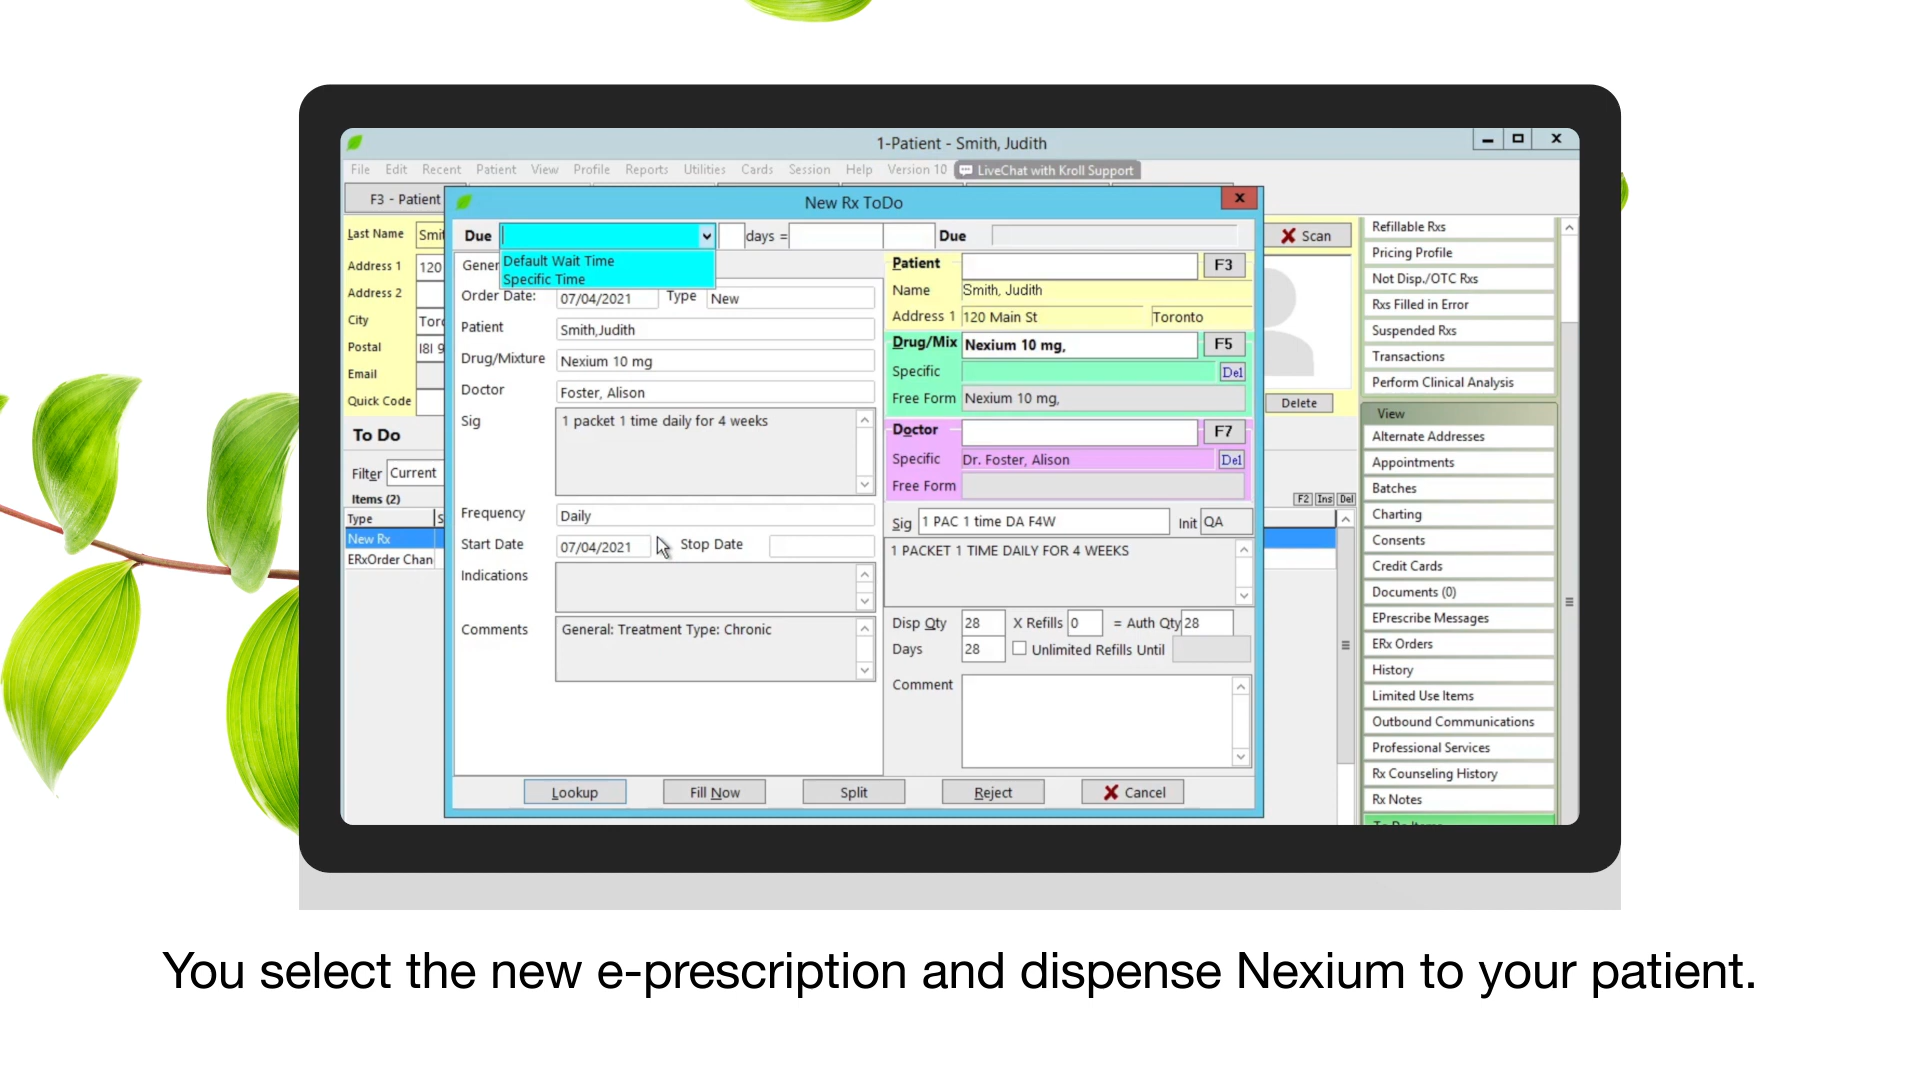 1-Patient - Smith, Judith
File Edit Recent Patient View Profile Reports Utilities Cards Session Help Version 10 LiveChat with Kroll Support
F3 - Patient
Last Name Smi
Address 1 120
Address 2
City Toro
Postal
Email
Quick Code
To Do
Filter Current
Items (2)
Type S
New Rx
ERxOrder Chan
New Rx ToDo
Due days = Due
Default Wait Time
Specific Time
Gener
Order Date: 07/04/2021 Type New
Patient Smith,Judith
Drug/Mixture Nexium 10 mg
Doctor Foster, Alison
Sig 1 packet 1 time daily for 4 weeks
Frequency Daily
Start Date 07/04/2021 Stop Date
Indications
Comments General: Treatment Type: Chronic
Patient F3
Name Smith, Judith
Address 1 120 Main St Toronto
Drug/Mix Nexium 10 mg, F5
Specific Del
Free Form Nexium 10 mg,
Doctor F7
Specific Dr. Foster, Alison Del
Free Form
Sig 1 PAC 1 time DA F4W Init QA
1 PACKET 1 TIME DAILY FOR 4 WEEKS
Disp Qty 28 X Refills 0 = Auth Qty 28
Days 28 Unlimited Refills Until
Comment
Lookup Fill Now Split Reject Cancel
Scan
Delete
F2 Ins Del
Refillable Rxs
Pricing Profile
Not Disp./OTC Rxs
Rxs Filled in Error
Suspended Rxs
Transactions
Perform Clinical Analysis
View
Alternate Addresses
Appointments
Batches
Charting
Consents
Credit Cards
Documents (0)
EPrescribe Messages
ERx Orders
History
Limited Use Items
Outbound Communications
Professional Services
Rx Counseling History
Rx Notes
To Do Items
You select the new e-prescription and dispense Nexium to your patient.